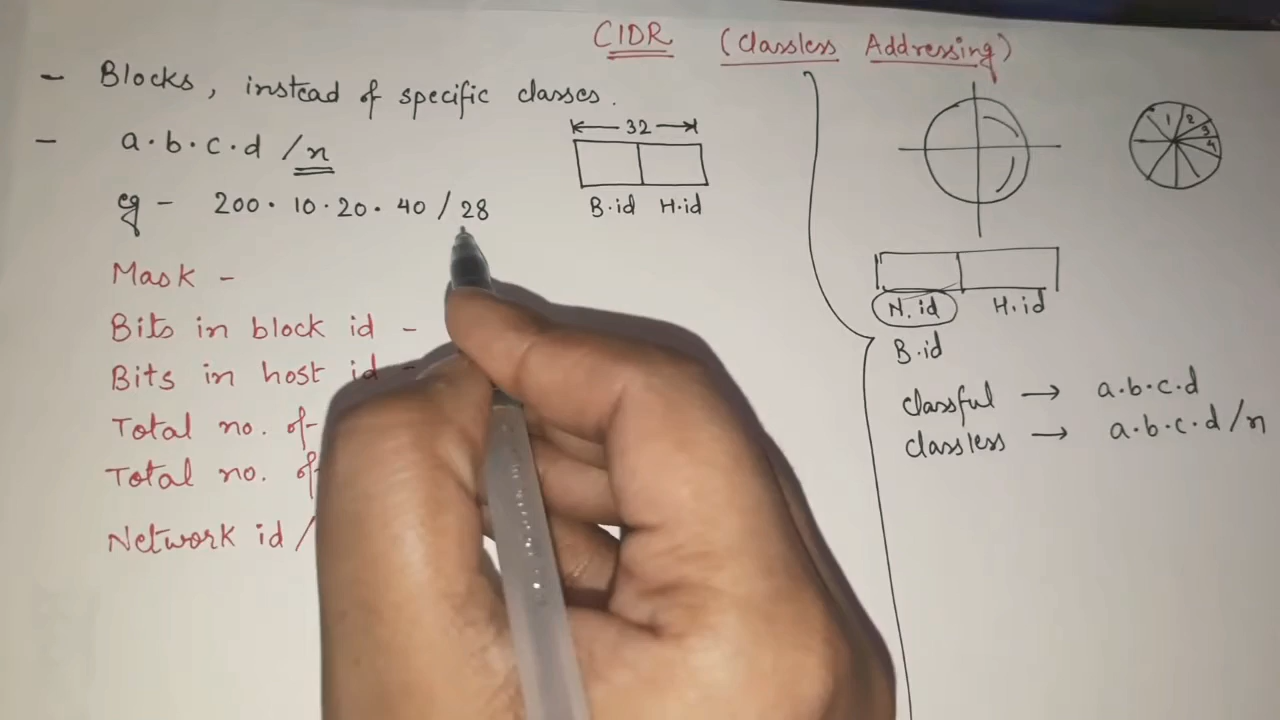 CIDR (Classless Addressing)
- Blocks, instead of specific classes.
- a.b.c.d /n
eg - 200.10.20.40 / 28
32
B.id H.id
Mask -
Bits in block id -
Bits in host id -
Total no. of
Total no. of
Network id /
1 2 3 4
N.id H.id
B.id
classful → a.b.c.d
classless → a.b.c.d/n